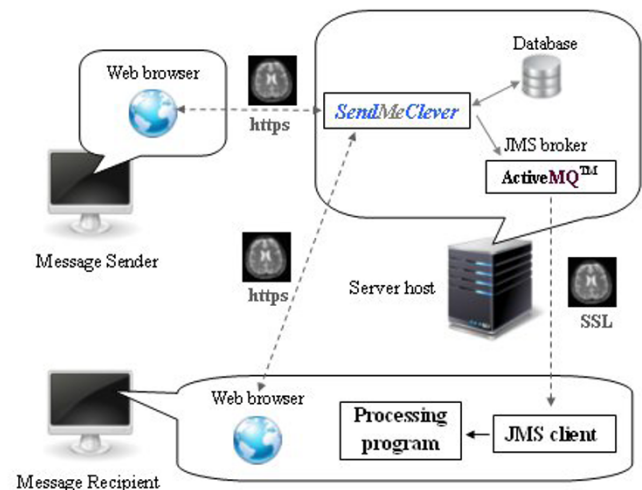 Database
Web browser
https
SendMeClever
JMS broker
ActiveMQ™
Message Sender
https
Server host
SSL
Web browser
Processing
program
JMS client
Message Recipient